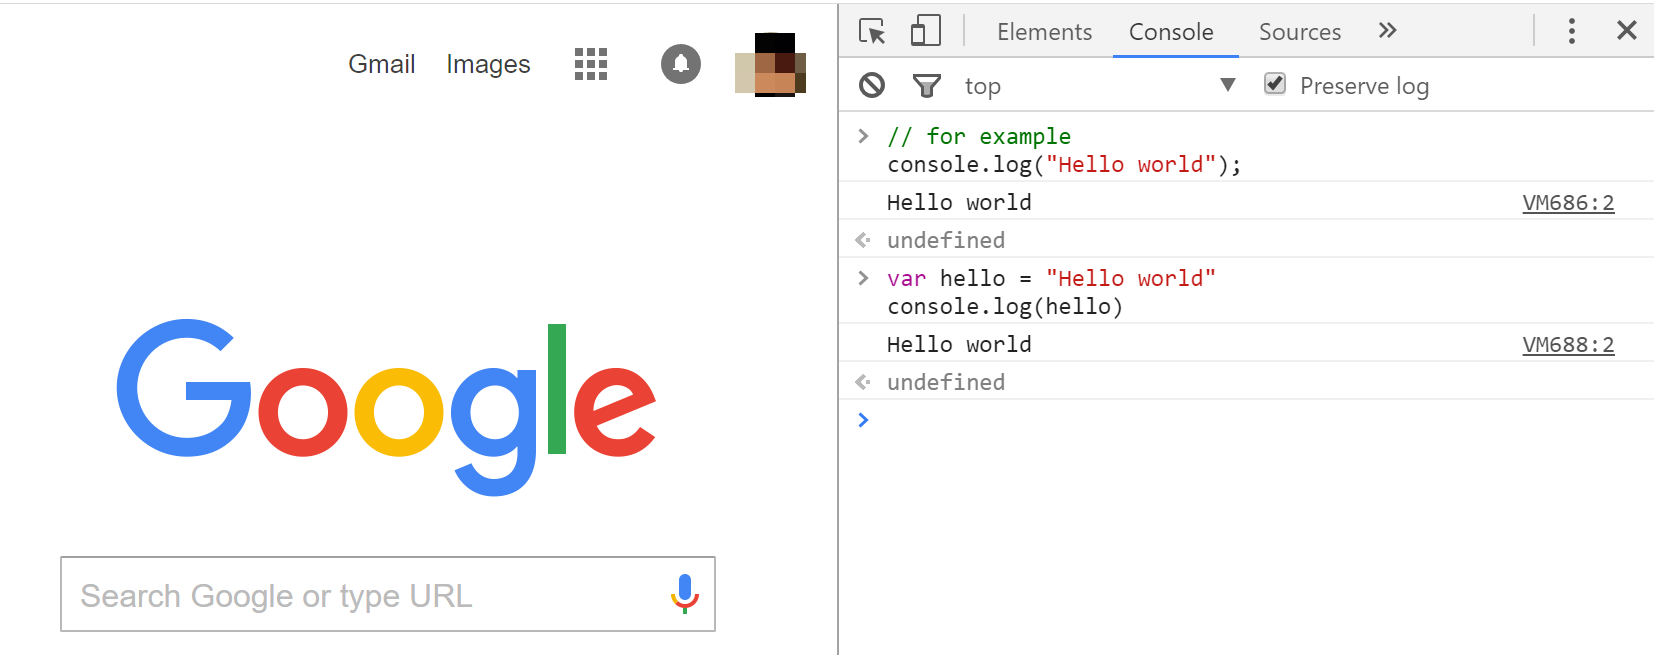 Gmail Images
Google
Search Google or type URL
Elements Console Sources
top Preserve log
// for example
console.log("Hello world");
Hello world VM686:2
undefined
var hello = "Hello world"
console.log(hello)
Hello world VM688:2
undefined